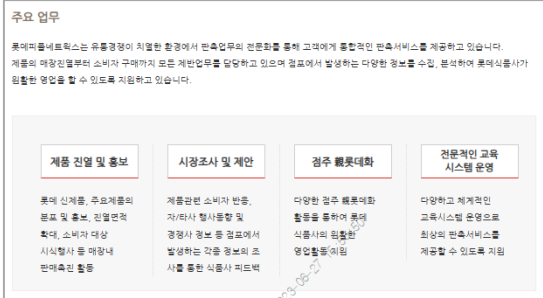 주요 업무
롯데피플네트웍스는 유통경쟁이 치열한 환경에서 판촉업무의 전문화를 통해 고객에게 통합적인 판촉서비스를 제공하고 있습니다.
제품의 매장진열부터 소비자 구매까지 모든 제반업무를 담당하고 있으며 점포에서 발생하는 다양한 정보를 수집, 분석하여 롯데식품사가
원활한 영업을 할 수 있도록 지원하고 있습니다.
제품 진열 및 홍보
롯데 신제품, 주요제품의
분포 및 홍보, 진열면적
확대, 소비자 대상
시식행사 등 매장내
판매촉진 활동
시장조사 및 제안
제품관련 소비자 반응,
자/타사 행사동향 및
경쟁사 정보 등 점포에서
발생하는 각종 정보의 조
사를 통한 식품사 피드백
점주 親롯데화
다양한 점주 親롯데화
활동을 통하여 롯데
식품사의 원활한
영업활동 지원
전문적인 교육
시스템 운영
다양하고 체계적인
교육시스템 운영으로
최상의 판촉서비스를
제공할 수 있도록 지원